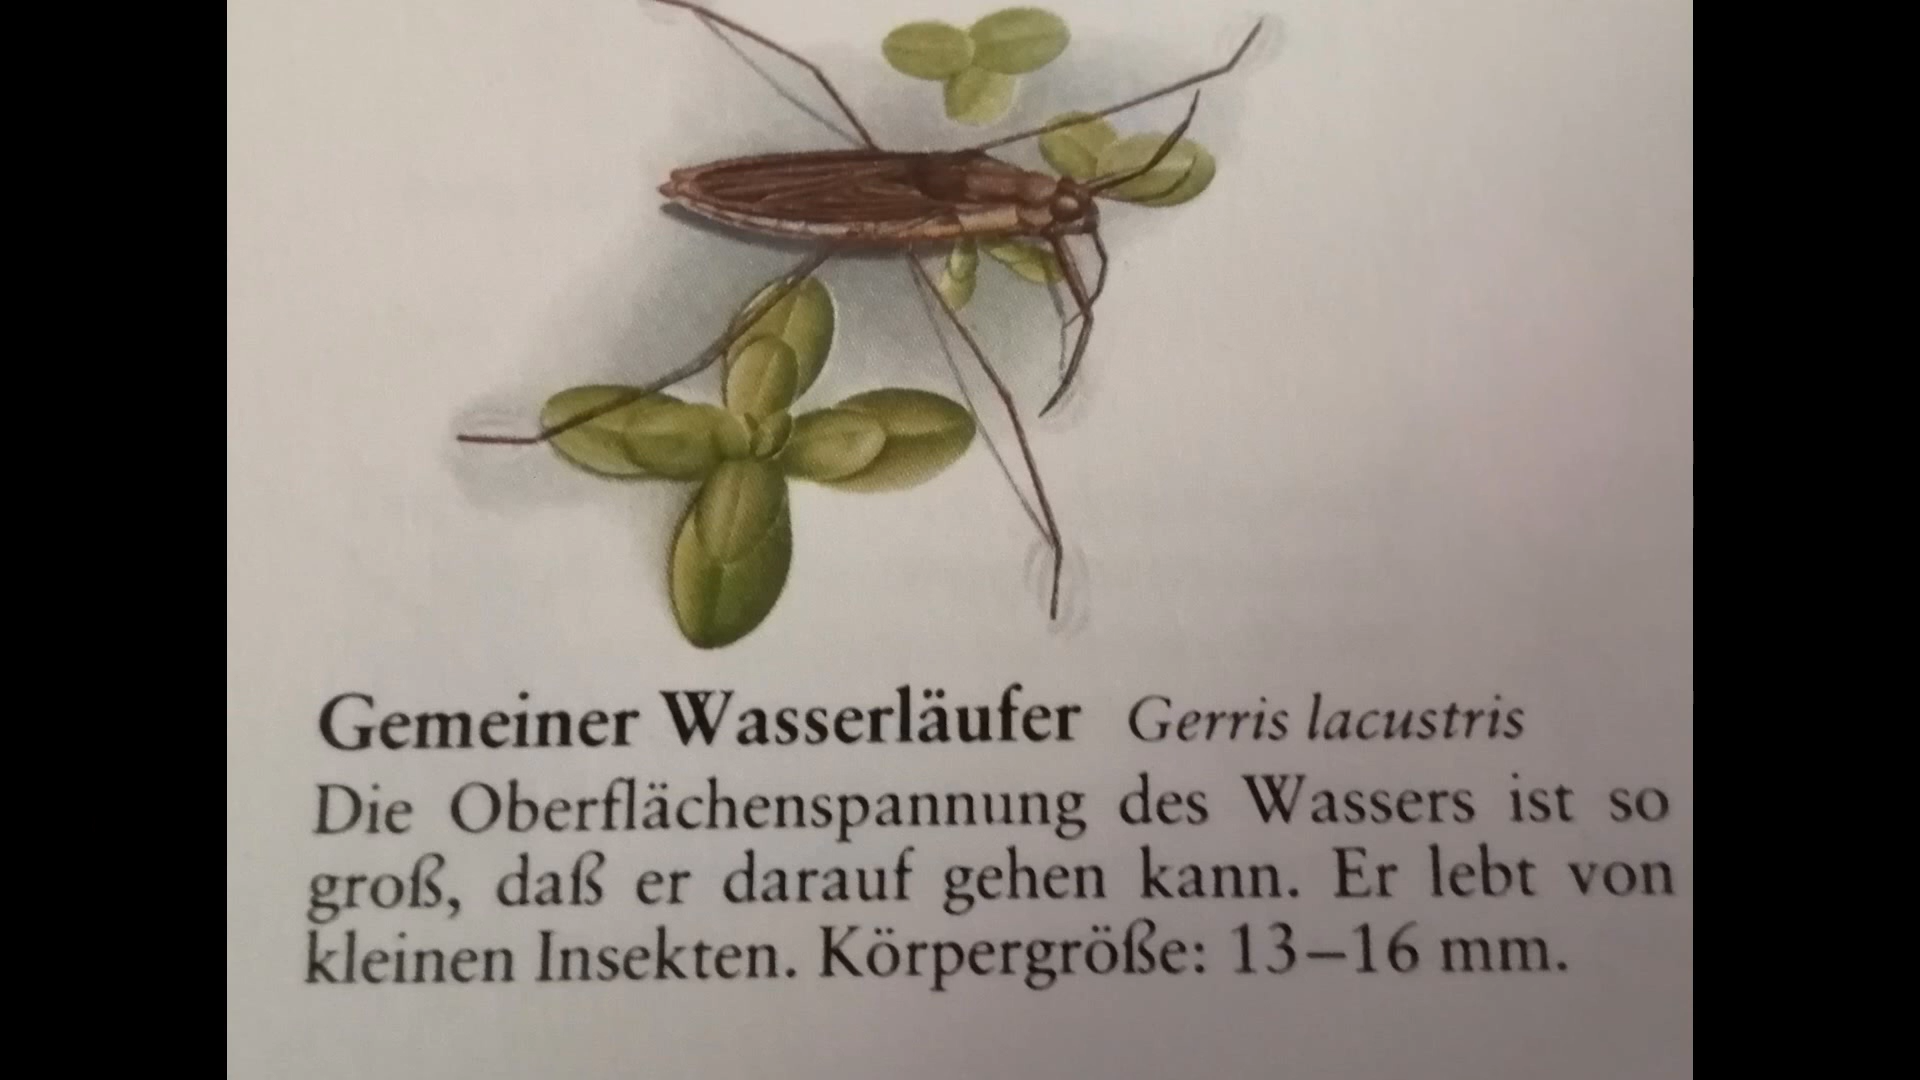 Gemeiner Wasserläufer Gerris lacustris
Die Oberflächenspannung des Wassers ist so
groß, daß er darauf gehen kann. Er lebt von
kleinen Insekten. Körpergröße: 13–16 mm.